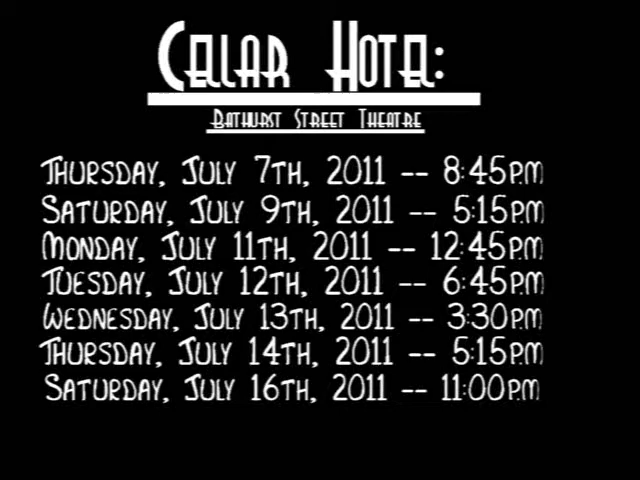 Cellar Hotel:
Bathurst Street Theatre
Thursday, July 7th, 2011 -- 8:45pm
Saturday, July 9th, 2011 -- 5:15pm
Monday, July 11th, 2011 -- 12:45pm
Tuesday, July 12th, 2011 -- 6:45pm
Wednesday, July 13th, 2011 -- 3:30pm
Thursday, July 14th, 2011 -- 5:15pm
Saturday, July 16th, 2011 -- 11:00pm